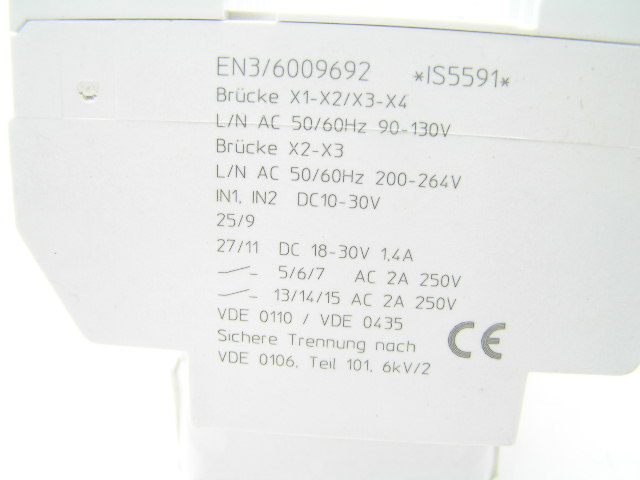 EN3/6009692 *IS5591*
Brücke X1-X2/X3-X4
L/N AC 50/60Hz 90-130V
Brücke X2-X3
L/N AC 50/60Hz 200-264V
IN1, IN2 DC10-30V
25/9
27/11 DC 18-30V 1,4A
5/6/7 AC 2A 250V
13/14/15 AC 2A 250V
VDE 0110 / VDE 0435
Sichere Trennung nach
VDE 0106, Teil 101, 6kV/2
CE